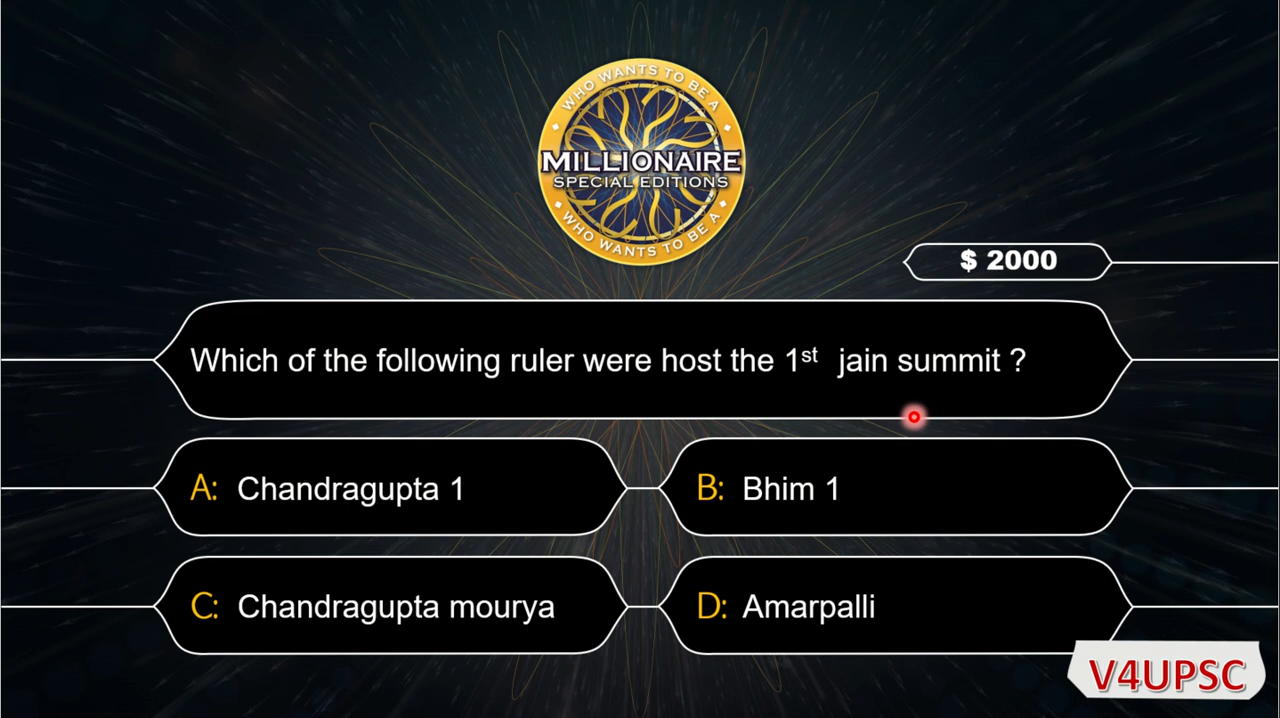 WHO WANTS TO BE A
MILLIONAIRE
SPECIAL EDITIONS
WHO WANTS TO BE A
$ 2000
Which of the following ruler were host the 1st jain summit ?
A: Chandragupta 1
B: Bhim 1
C: Chandragupta mourya
D: Amarpalli
V4UPSC